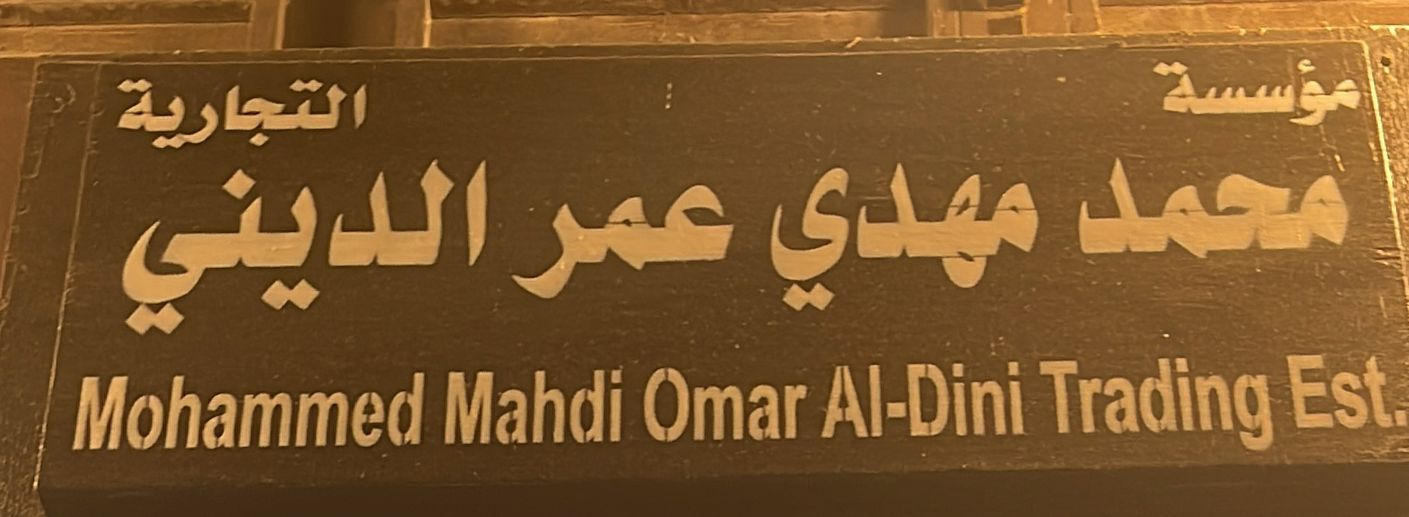 مؤسسة التجارية
محمد مهدي عمر الديني
Mohammed Mahdi Omar Al-Dini Trading Est.